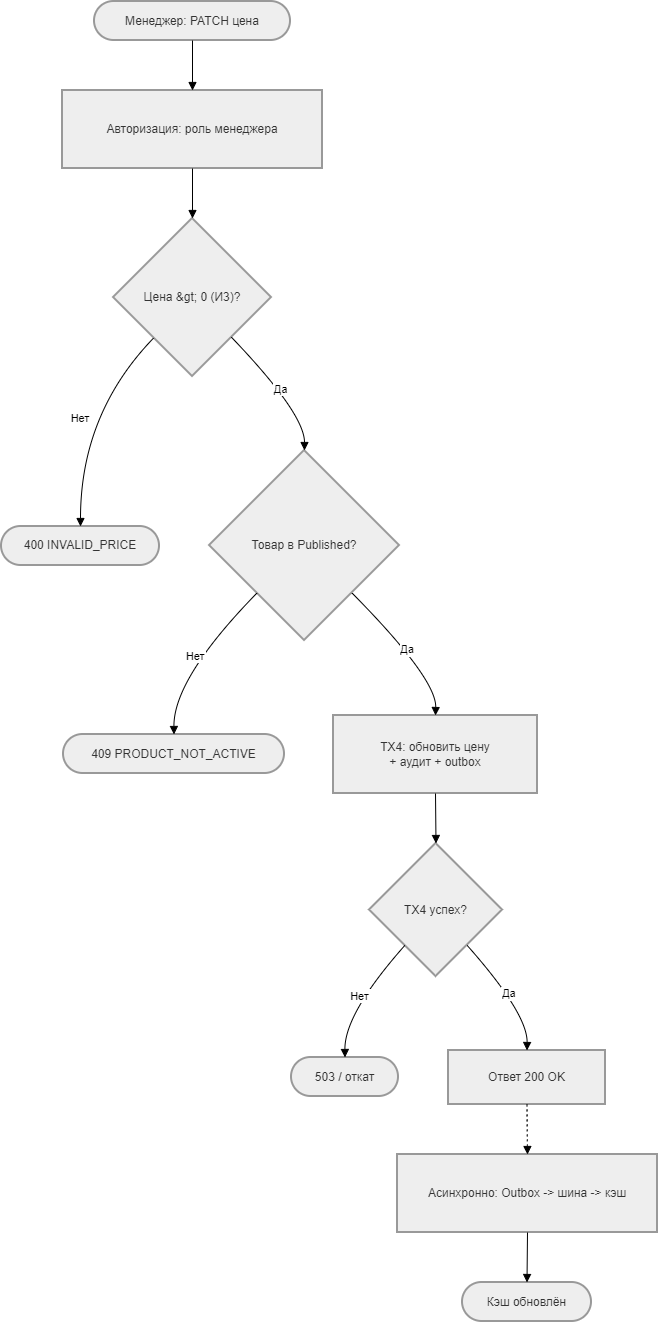 Менеджер: PATCH цена
Авторизация: роль менеджера
Цена &gt; 0 (ИЗ)?
Да
Нет
400 INVALID_PRICE
Товар в Published?
Да
Нет
409 PRODUCT_NOT_ACTIVE
TX4: обновить цену
+ аудит + outbox
TX4 успех?
Да
Нет
503 / откат
Ответ 200 OK
Асинхронно: Outbox -> шина -> кэш
Кэш обновлён